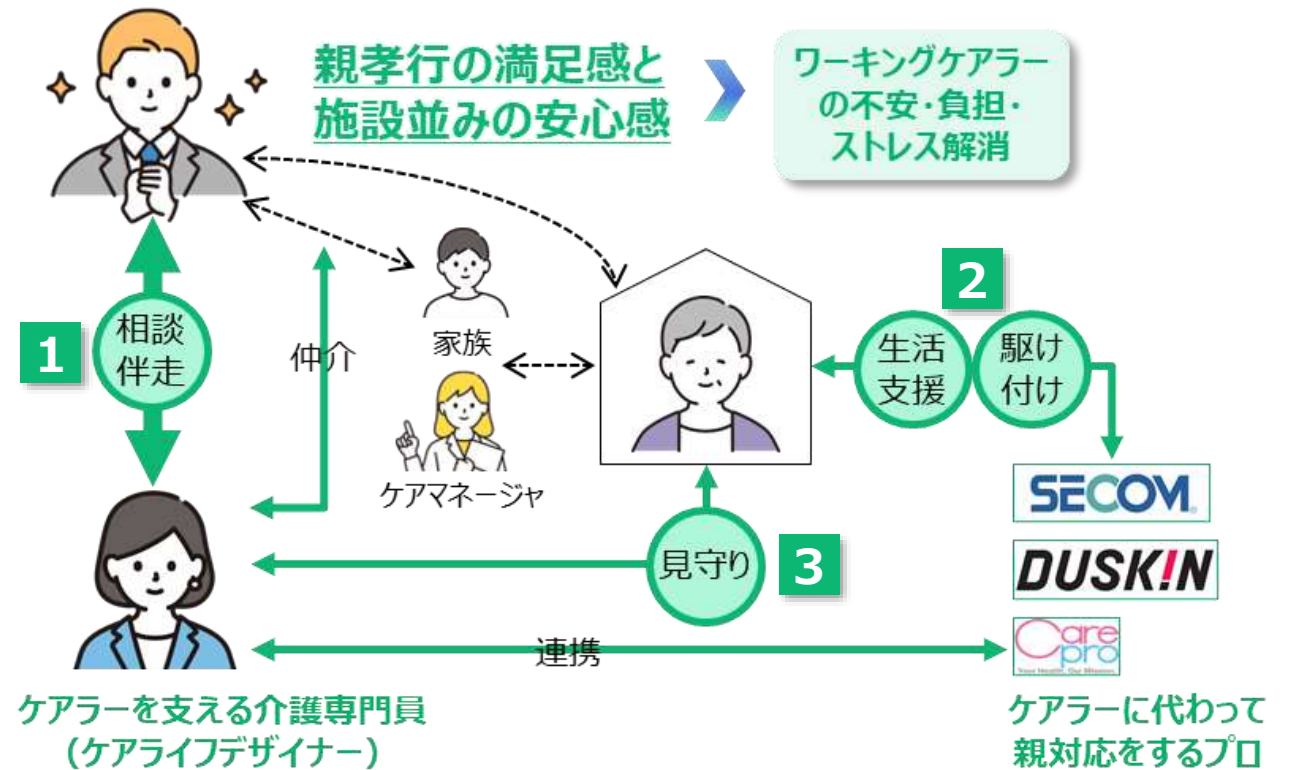 親孝行の満足感と
施設並みの安心感
ワーキングケアラー
の不安・負担・
ストレス解消
1
相談
伴走
仲介
家族
ケアマネージャ
2
生活
支援
駆け
付け
SECOM
DUSK!N
Care
pro
Your Health, Our Mission.
見守り
3
連携
ケアラーを支える介護専門員
（ケアライフデザイナー）
ケアラーに代わって
親対応をするプロ